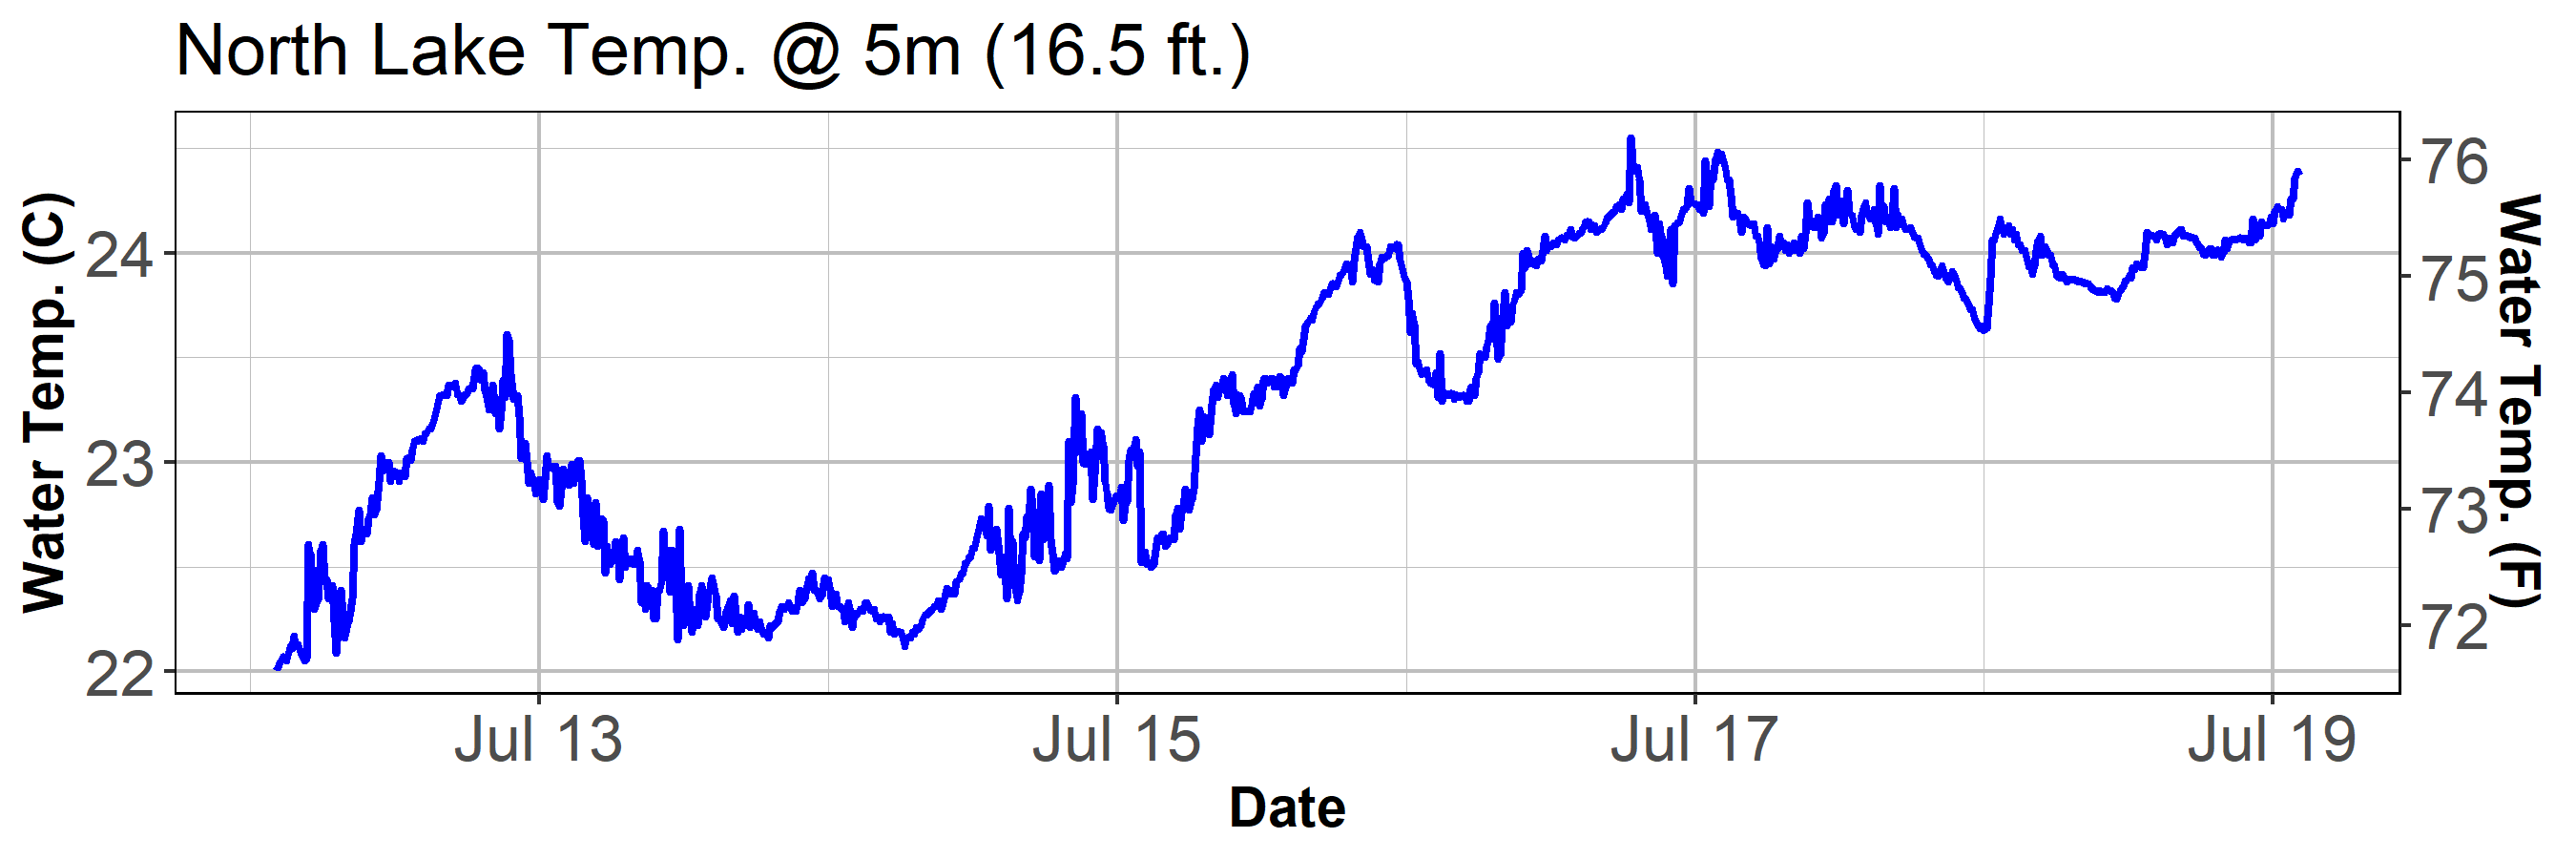 North Lake Temp. @ 5m (16.5 ft.)
Water Temp. (C)
24
23
22
76
75
74
73
72
Water Temp. (F)
Jul 13
Jul 15
Jul 17
Jul 19
Date